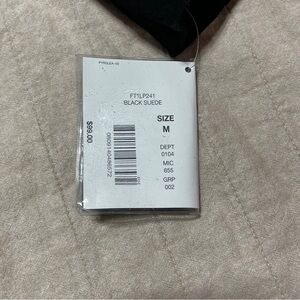 FT1LP241
BLACK SUEDE
SIZE
M
DEPT
0104
MIC
655
GRP
002
$99.00